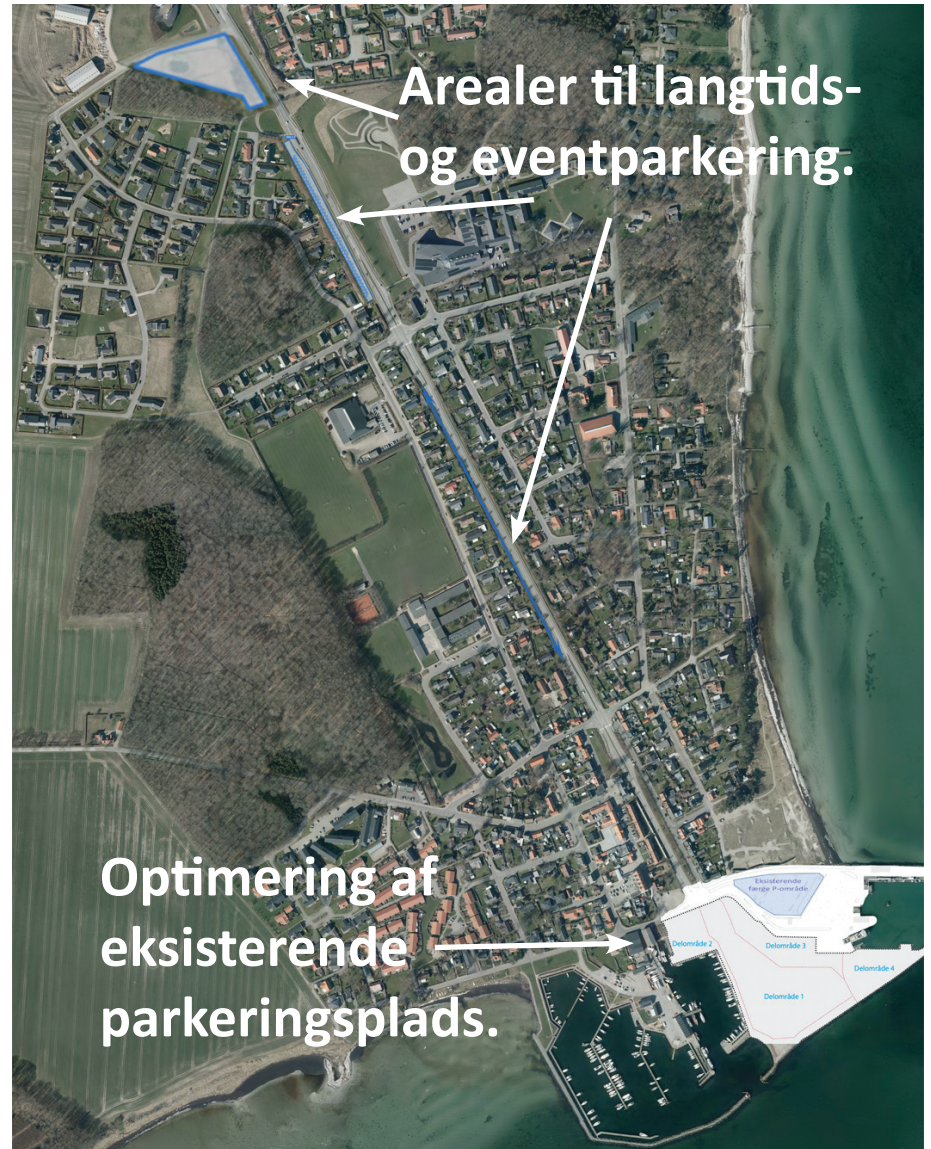 Arealer til langtids-
og eventparkering.
Optimering af
eksisterende
parkeringsplads.
Eksisterende
færge P-område
Delområde 2
Delområde 3
Delområde 4
Delområde 1